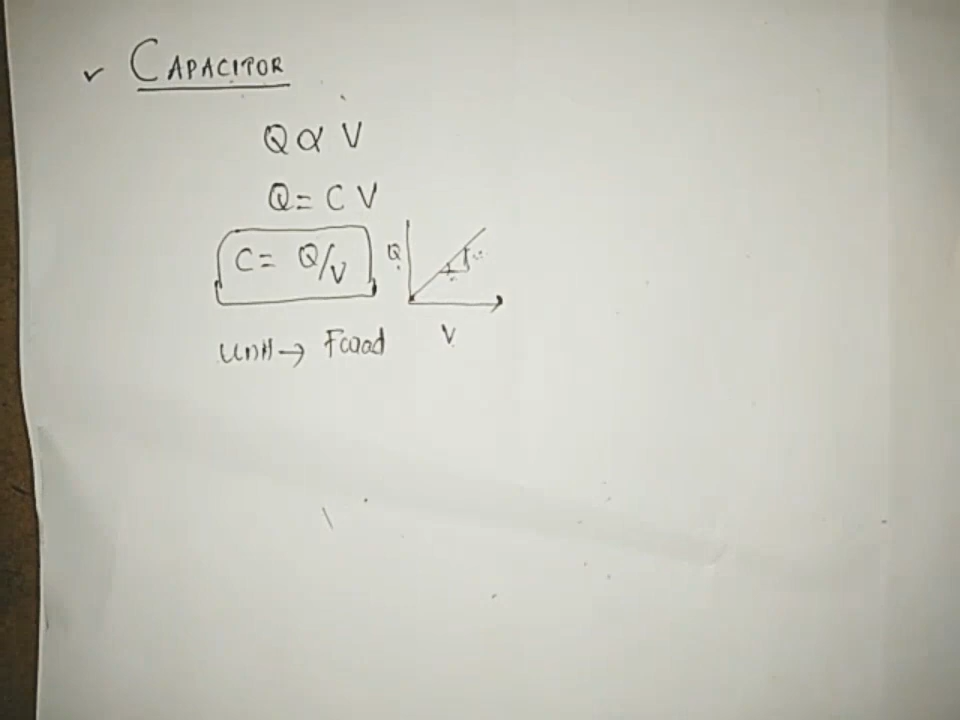 ✓ CAPACITOR
Q ∝ V
Q = C V
C = Q/V
Q
V
Unit → Farad